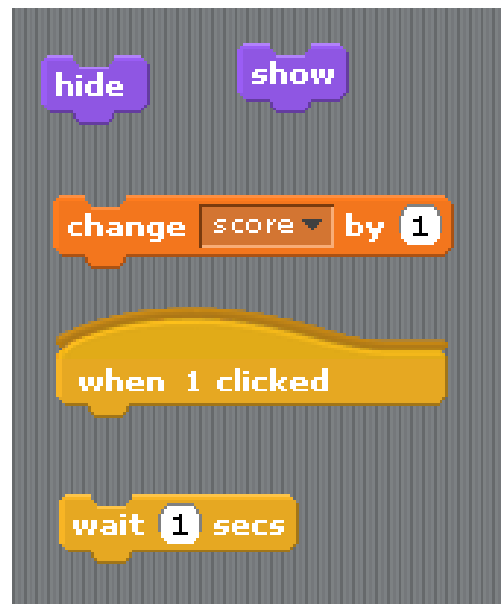 hide show
change score by 1
when 1 clicked
wait 1 secs